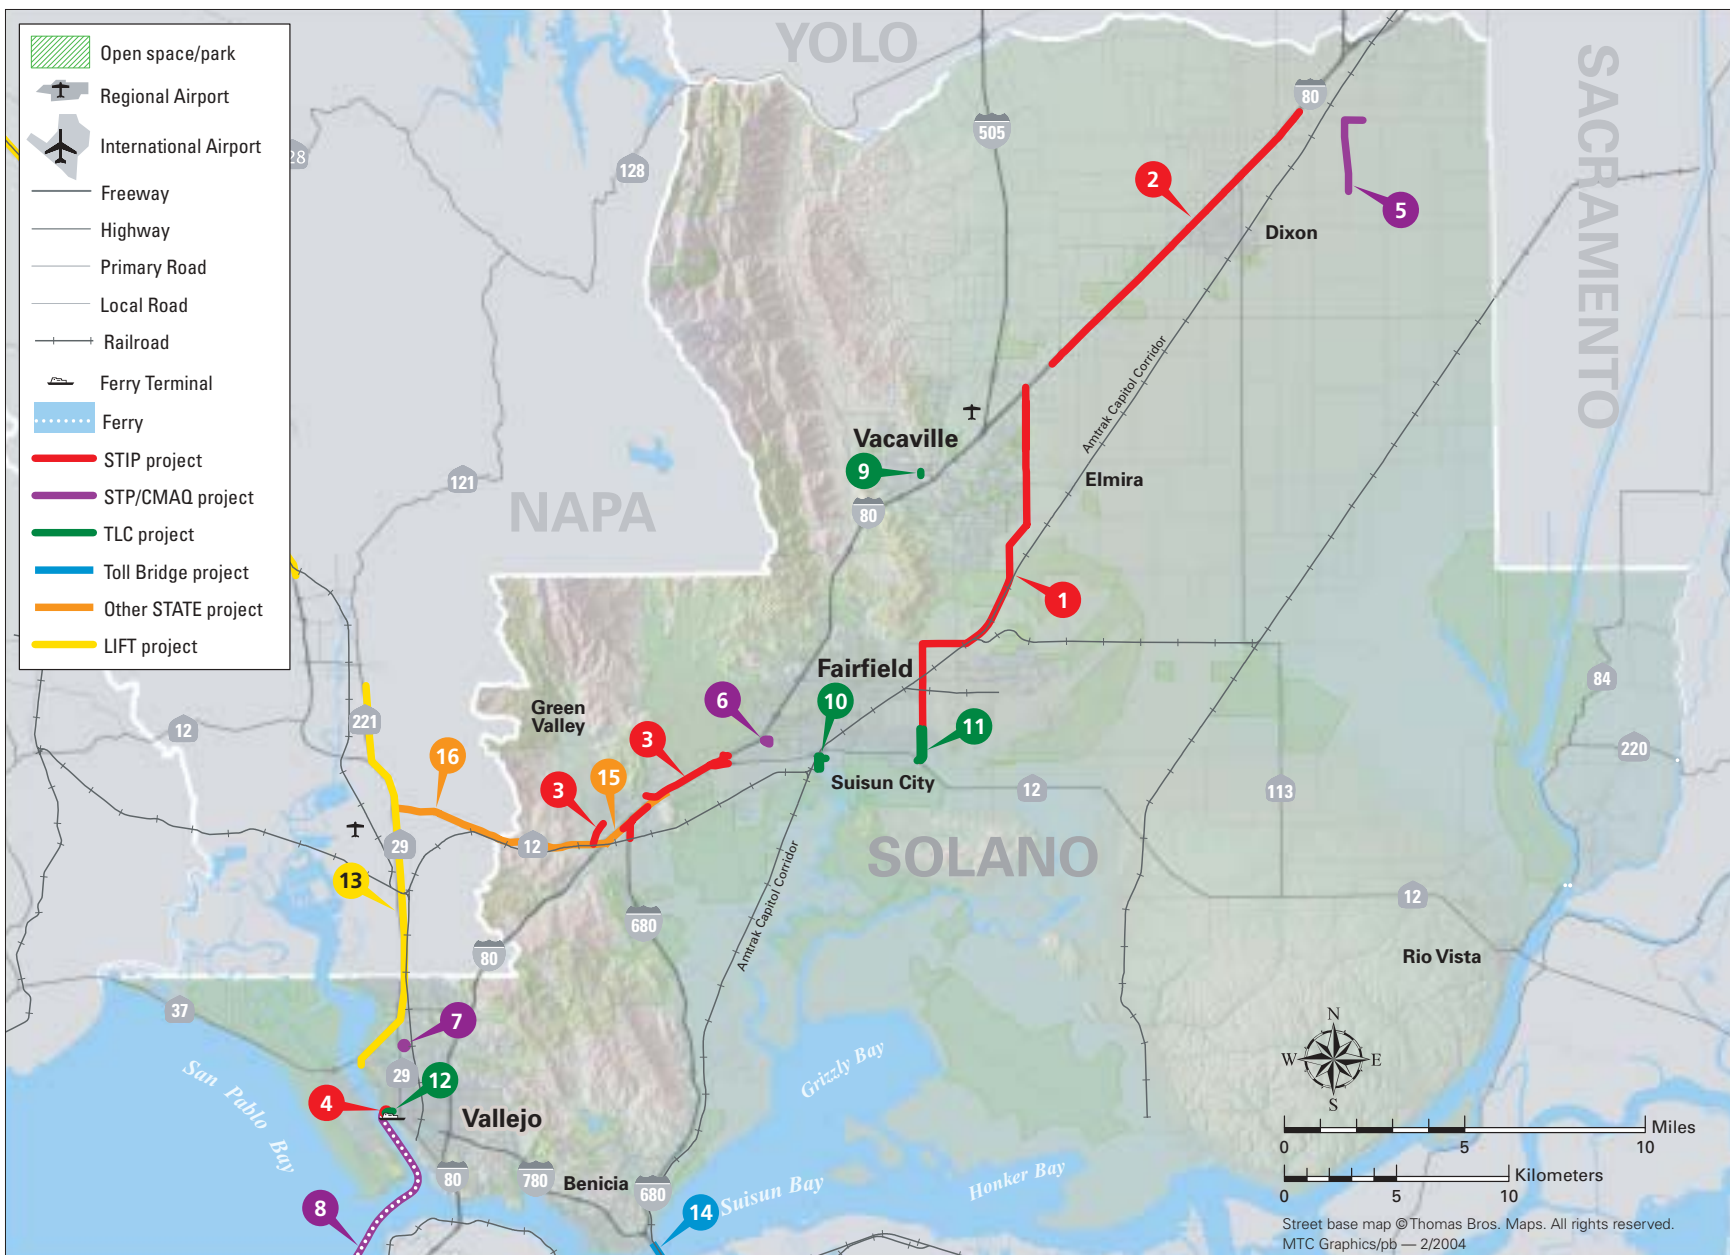 Open space/park
Regional Airport
International Airport
Freeway
Highway
Primary Road
Local Road
Railroad
Ferry Terminal
Ferry
STIP project
STP/CMAQ project
TLC project
Toll Bridge project
Other STATE project
LIFT project
YOLO
SACRAMENTO
NAPA
SOLANO
80
505
28
128
2
5
Dixon
Amtrak Capitol Corridor
Vacaville
9
Elmira
121
80
1
Fairfield
Green
Valley
6
10
11
84
221
12
16
3
3
15
Suisun City
12
113
220
29
12
13
680
Amtrak Capitol Corridor
12
80
Rio Vista
37
7
San Pablo Bay
29
12
4
Vallejo
Grizzly Bay
N
W
E
S
80
780
Benicia
680
Suisun Bay
Honker Bay
8
14
Miles
0
5
10
Kilometers
0
5
10
Street base map © Thomas Bros. Maps. All rights reserved.
MTC Graphics/pb — 2/2004